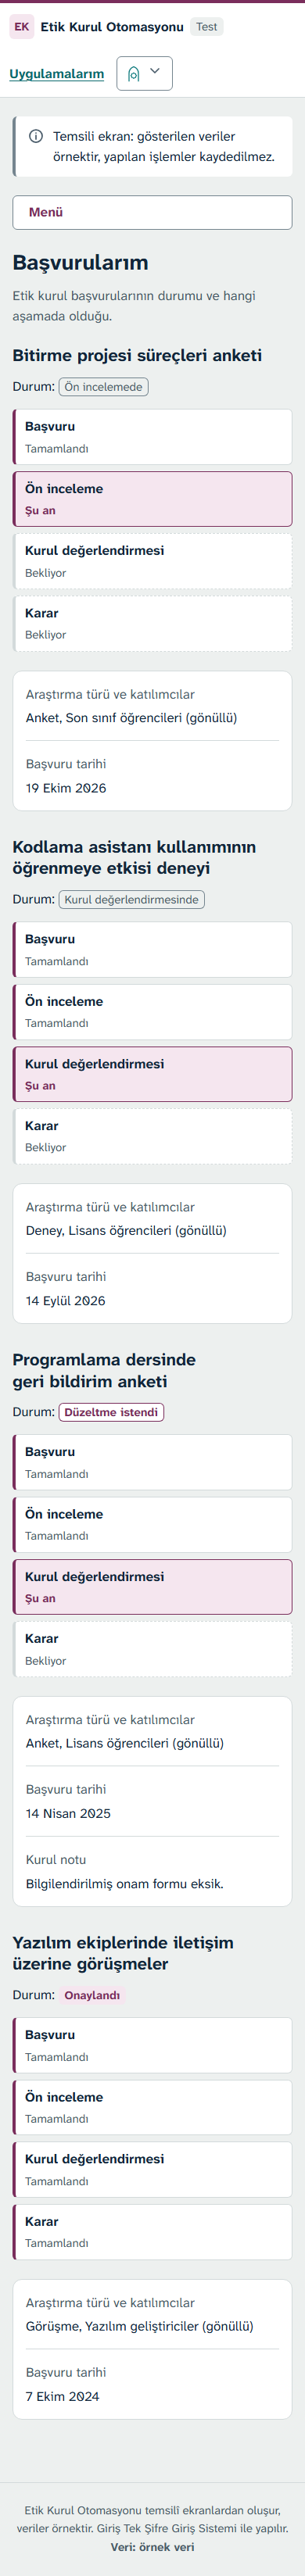 EK Etik Kurul Otomasyonu Test
Uygulamalarım
Temsili ekran: gösterilen veriler
örnektir, yapılan işlemler kaydedilmez.
Menü
Başvurularım
Etik kurul başvurularının durumu ve hangi
aşamada olduğu.
Bitirme projesi süreçleri anketi
Durum: Ön incelemede
Başvuru
Tamamlandı
Ön inceleme
Şu an
Kurul değerlendirmesi
Bekliyor
Karar
Bekliyor
Araştırma türü ve katılımcılar
Anket, Son sınıf öğrencileri (gönüllü)
Başvuru tarihi
19 Ekim 2026
Kodlama asistanı kullanımının
öğrenmeye etkisi deneyi
Durum: Kurul değerlendirmesinde
Başvuru
Tamamlandı
Ön inceleme
Tamamlandı
Kurul değerlendirmesi
Şu an
Karar
Bekliyor
Araştırma türü ve katılımcılar
Deney, Lisans öğrencileri (gönüllü)
Başvuru tarihi
14 Eylül 2026
Programlama dersinde
geri bildirim anketi
Durum: Düzeltme istendi
Başvuru
Tamamlandı
Ön inceleme
Tamamlandı
Kurul değerlendirmesi
Şu an
Karar
Bekliyor
Araştırma türü ve katılımcılar
Anket, Lisans öğrencileri (gönüllü)
Başvuru tarihi
14 Nisan 2025
Kurul notu
Bilgilendirilmiş onam formu eksik.
Yazılım ekiplerinde iletişim
üzerine görüşmeler
Durum: Onaylandı
Başvuru
Tamamlandı
Ön inceleme
Tamamlandı
Kurul değerlendirmesi
Tamamlandı
Karar
Tamamlandı
Araştırma türü ve katılımcılar
Görüşme, Yazılım geliştiriciler (gönüllü)
Başvuru tarihi
7 Ekim 2024
Etik Kurul Otomasyonu temsilî ekranlardan oluşur,
veriler örnektir. Giriş Tek Şifre Giriş Sistemi ile yapılır.
Veri: örnek veri